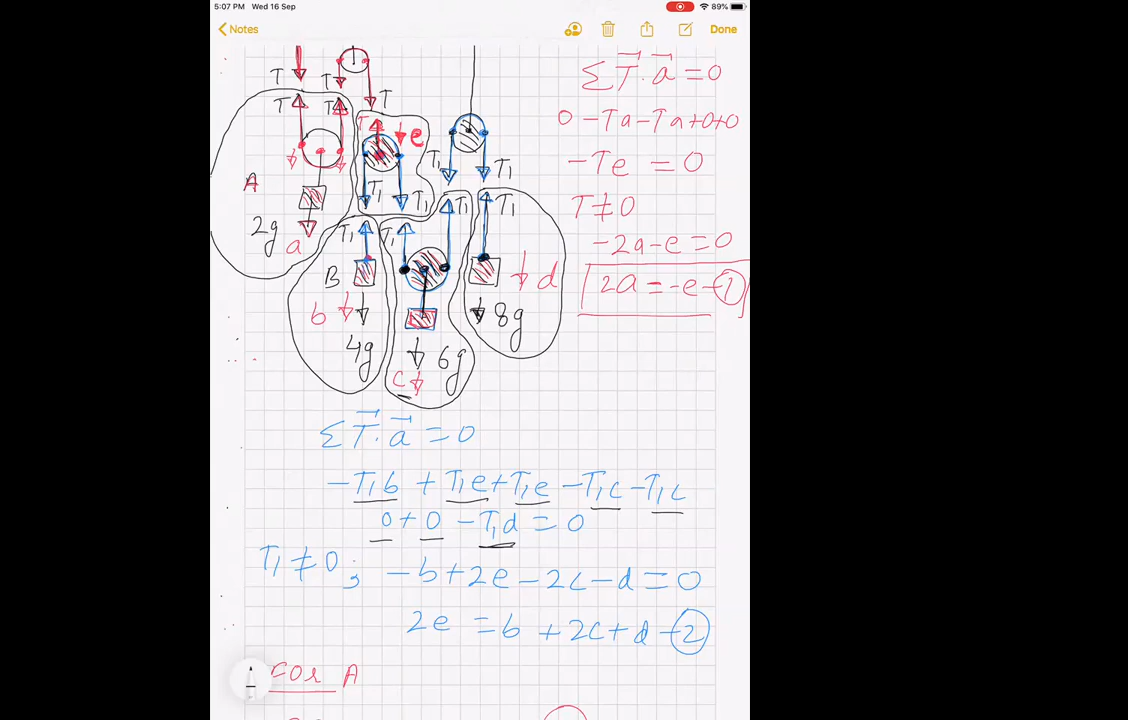 5:07 PM Wed 16 Sep
89%
Notes
Done
T T
T
T T
T e
T₁ T₁
T₁ T₁
A
2g
a
T₁ T₁ T₁ T₁
B
b
4g
c
6g
d
8g
Σ T⃗ · a⃗ = 0
0 - Ta - Ta + 0 + 0
- Te = 0
T ≠ 0
- 2a - e = 0
2a = - e - ①
Σ T⃗ · a⃗ = 0
- T₁b + T₁e + T₁e - T₁c - T₁c
0 + 0 - T₁d = 0
T₁ ≠ 0 ; - b + 2e - 2c - d = 0
2e = b + 2c + d - ②
For A